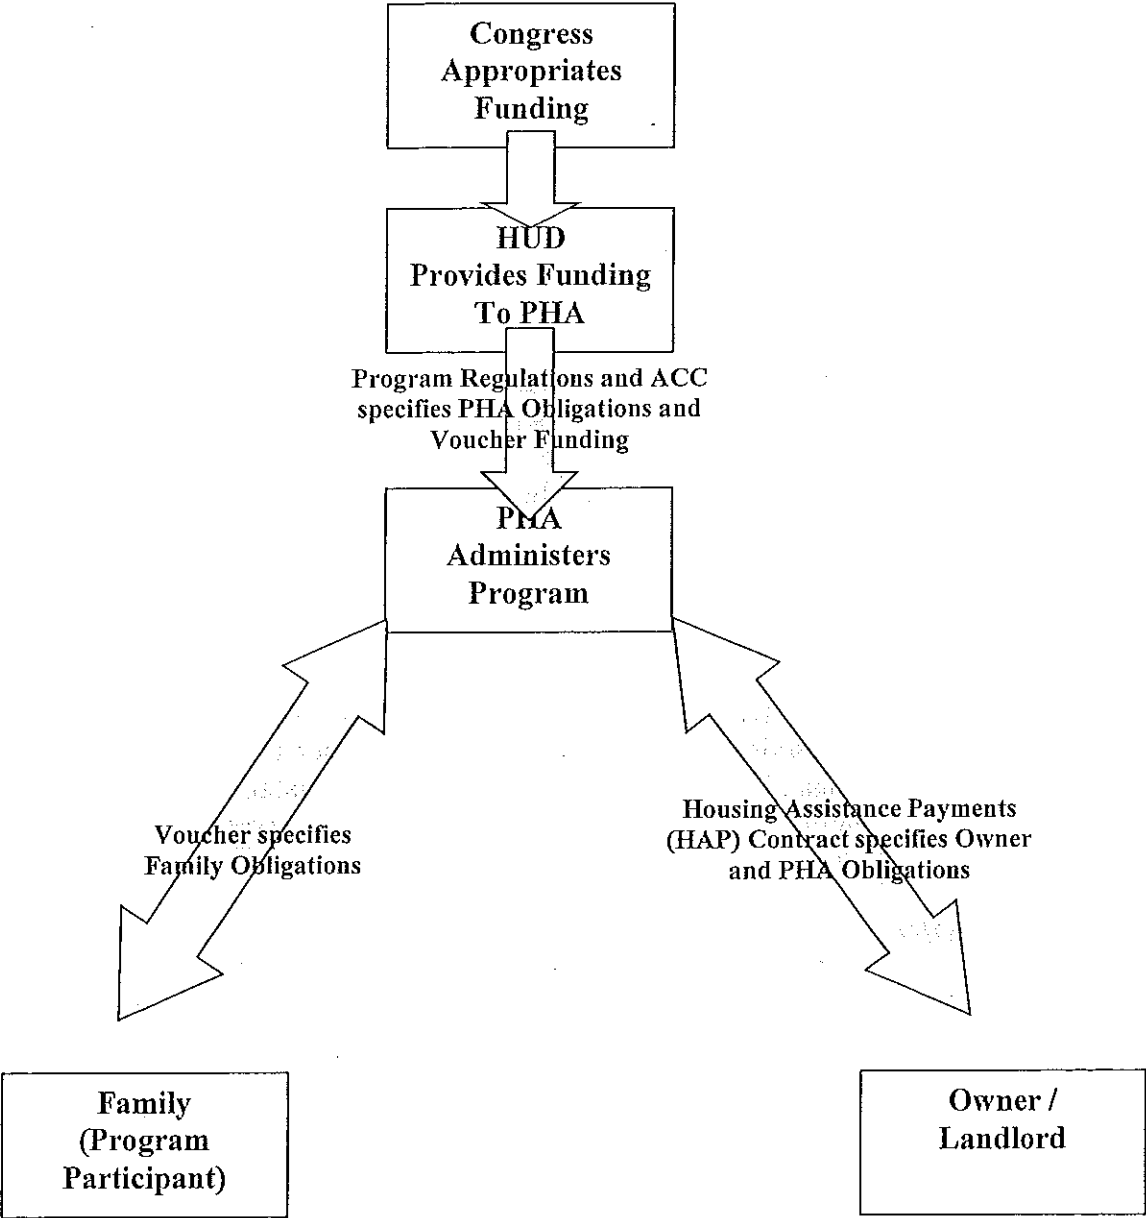 Congress
Appropriates
Funding
HUD
Provides Funding
To PHA
Program Regulations and ACC
specifies PHA Obligations and
Voucher Funding
PHA
Administers
Program
Voucher specifies
Family Obligations
Housing Assistance Payments
(HAP) Contract specifies Owner
and PHA Obligations
Family
(Program
Participant)
Owner /
Landlord